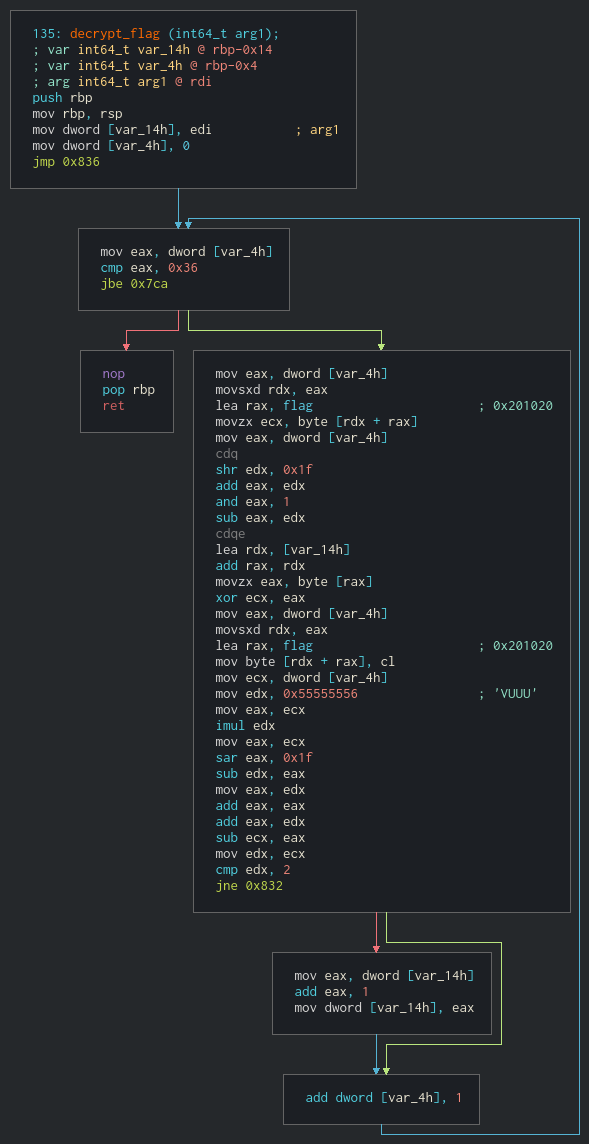 135: decrypt_flag (int64_t arg1);
; var int64_t var_14h @ rbp-0x14
; var int64_t var_4h @ rbp-0x4
; arg int64_t arg1 @ rdi
push rbp
mov rbp, rsp
mov dword [var_14h], edi ; arg1
mov dword [var_4h], 0
jmp 0x836
mov eax, dword [var_4h]
cmp eax, 0x36
jbe 0x7ca
nop
pop rbp
ret
mov eax, dword [var_4h]
movsxd rdx, eax
lea rax, flag ; 0x201020
movzx ecx, byte [rdx + rax]
mov eax, dword [var_4h]
cdq
shr edx, 0x1f
add eax, edx
and eax, 1
sub eax, edx
cdqe
lea rdx, [var_14h]
add rax, rdx
movzx eax, byte [rax]
xor ecx, eax
mov eax, dword [var_4h]
movsxd rdx, eax
lea rax, flag ; 0x201020
mov byte [rdx + rax], cl
mov ecx, dword [var_4h]
mov edx, 0x55555556 ; 'VUUU'
mov eax, ecx
imul edx
mov eax, ecx
sar eax, 0x1f
sub edx, eax
mov eax, edx
add eax, eax
add eax, edx
sub ecx, eax
mov edx, ecx
cmp edx, 2
jne 0x832
mov eax, dword [var_14h]
add eax, 1
mov dword [var_14h], eax
add dword [var_4h], 1